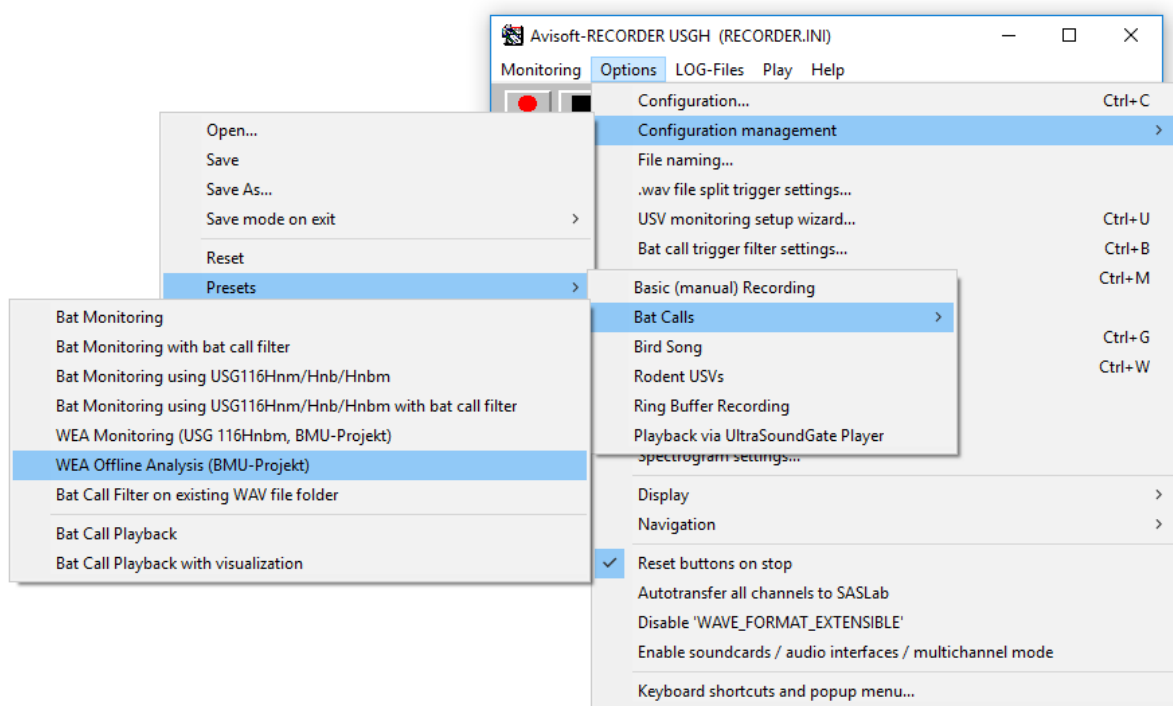 Avisoft-RECORDER USGH (RECORDER.INI)
Monitoring Options LOG-Files Play Help
Configuration... Ctrl+C
Configuration management
File naming...
.wav file split trigger settings...
USV monitoring setup wizard... Ctrl+U
Bat call trigger filter settings... Ctrl+B
Ctrl+M
Ctrl+G
Ctrl+W
Spectrogram settings...
Display
Navigation
Reset buttons on stop
Autotransfer all channels to SASLab
Disable 'WAVE_FORMAT_EXTENSIBLE'
Enable soundcards / audio interfaces / multichannel mode
Keyboard shortcuts and popup menu...
Open...
Save
Save As...
Save mode on exit
Reset
Presets
Basic (manual) Recording
Bat Calls
Bird Song
Rodent USVs
Ring Buffer Recording
Playback via UltraSoundGate Player
Bat Monitoring
Bat Monitoring with bat call filter
Bat Monitoring using USG116Hnm/Hnb/Hnbm
Bat Monitoring using USG116Hnm/Hnb/Hnbm with bat call filter
WEA Monitoring (USG 116Hnbm, BMU-Projekt)
WEA Offline Analysis (BMU-Projekt)
Bat Call Filter on existing WAV file folder
Bat Call Playback
Bat Call Playback with visualization